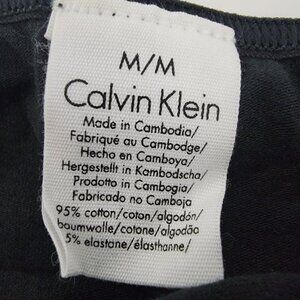 M/M
Calvin Klein
Made in Cambodia/
Fabriqué au Cambodge/
Hecho en Camboya/
Hergestellt in Kambodscha/
Prodotto in Cambogia/
Fabricado no Camboja
95% cotton/coton/algodón/
baumwolle/cotone/algodão/
5% elastane/élasthanne/